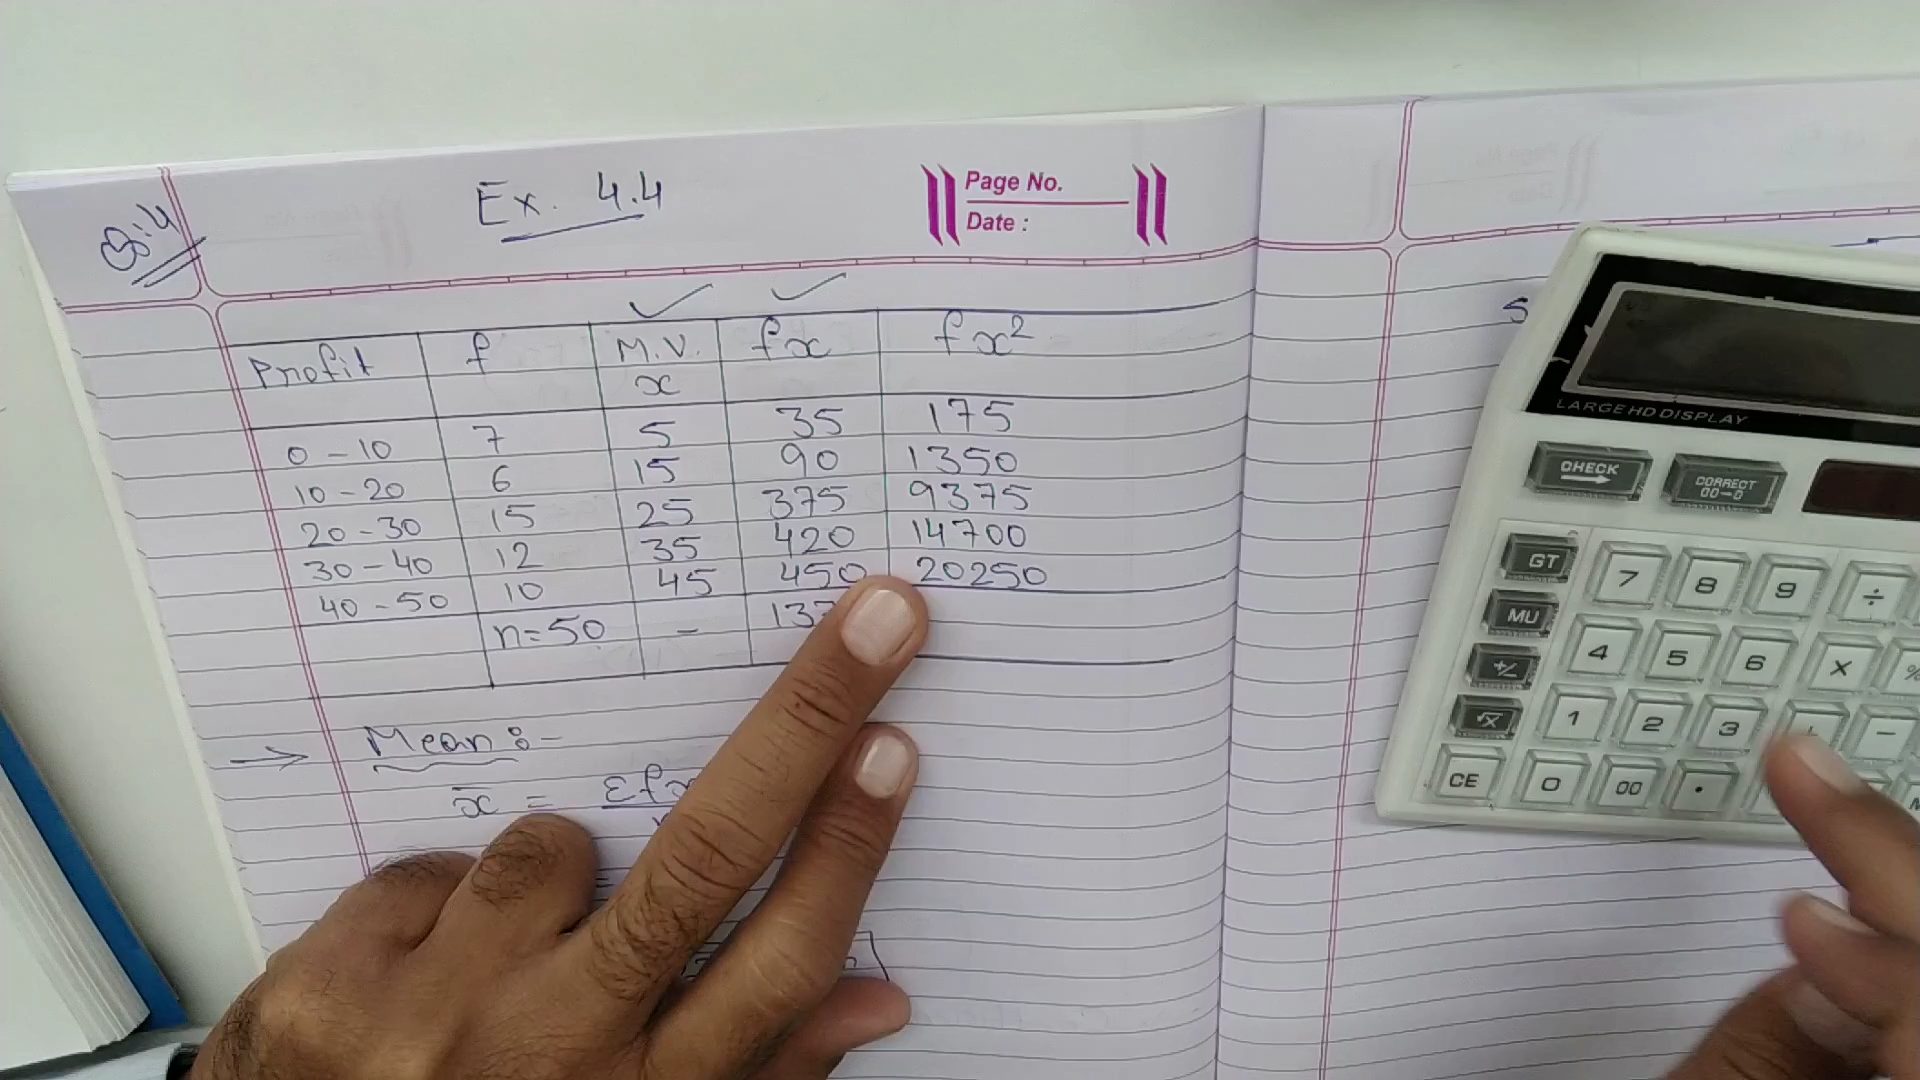 Ex. 4.4
Page No.
Date :
Profit f M.V. fx fx²
x
0 - 10 7 5 35 175
10 - 20 6 15 90 1350
20 - 30 15 25 375 9375
30 - 40 12 35 420 14700
40 - 50 10 45 450 20250
n = 50 -
→ Mean :-
x̄ =
5
LARGE HD DISPLAY
CHECK
CORRECT
00→0
GT 7 8 9 ÷
MU 4 5 6 × %
+/- 1 2 3 + -
√x
CE 0 00 •